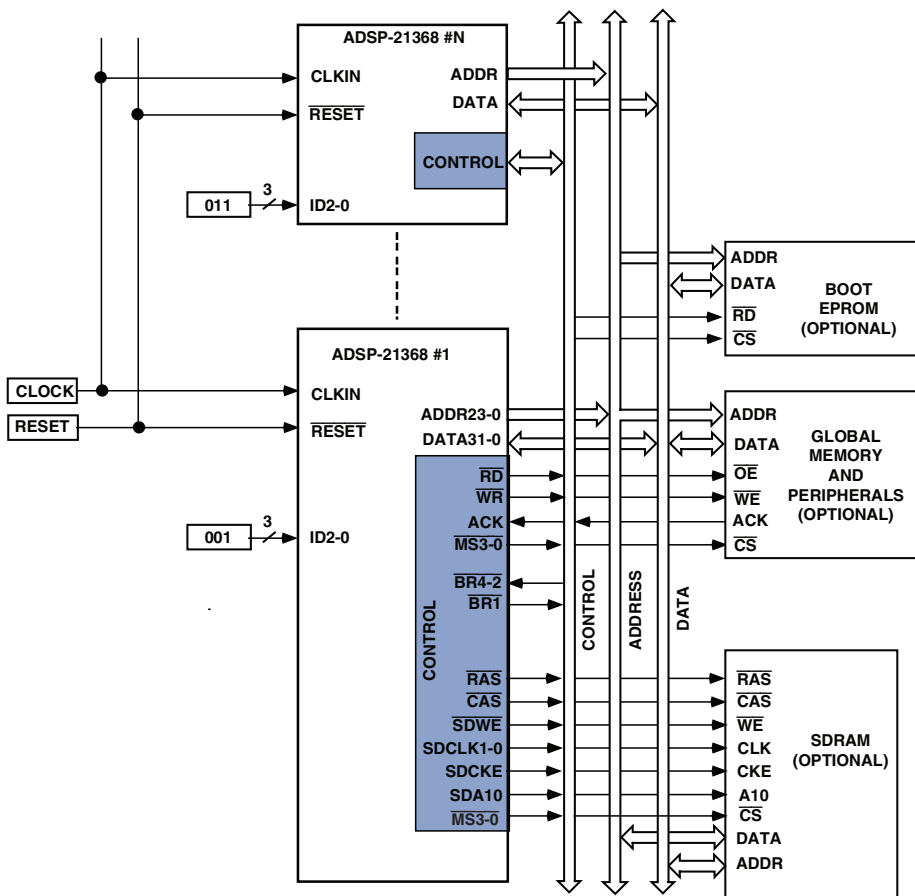 ADSP-21368 #N
CLKIN
ADDR
DATA
RESET
CONTROL
011
3
ID2-0
ADDR
DATA
BOOT
EPROM
(OPTIONAL)
RD
CS
ADSP-21368 #1
CLOCK
CLKIN
RESET
RESET
ADDR23-0
DATA31-0
ADDR
DATA
GLOBAL
MEMORY
AND
PERIPHERALS
(OPTIONAL)
OE
WE
ACK
CS
RD
WR
ACK
MS3-0
001
3
ID2-0
BR4-2
BR1
CONTROL
CONTROL
ADDRESS
DATA
RAS
CAS
SDWE
SDCLK1-0
SDCKE
SDA10
MS3-0
RAS
CAS
WE
CLK
CKE
A10
CS
DATA
ADDR
SDRAM
(OPTIONAL)